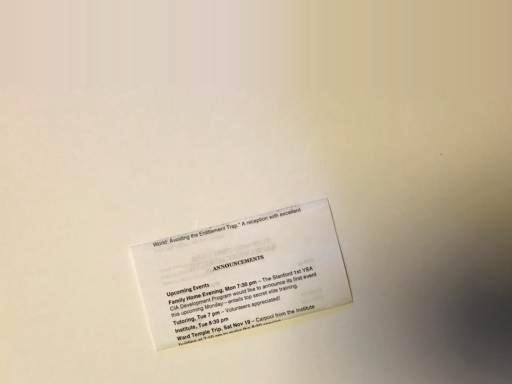 World: Avoiding the Entitlement Trap." A reception with excellent
ANNOUNCEMENTS
Upcoming Events
Family Home Evening, Mon 7:30 pm – The Stanford 1st YSA
CIA Development Program would like to announce its first event
this upcoming Monday – entails top secret elite training.
Tutoring, Tue 7 pm – Volunteers appreciated!
Institute, Tue 8:30 pm
Ward Temple Trip, Sat Nov 19 – Carpool from the Institute